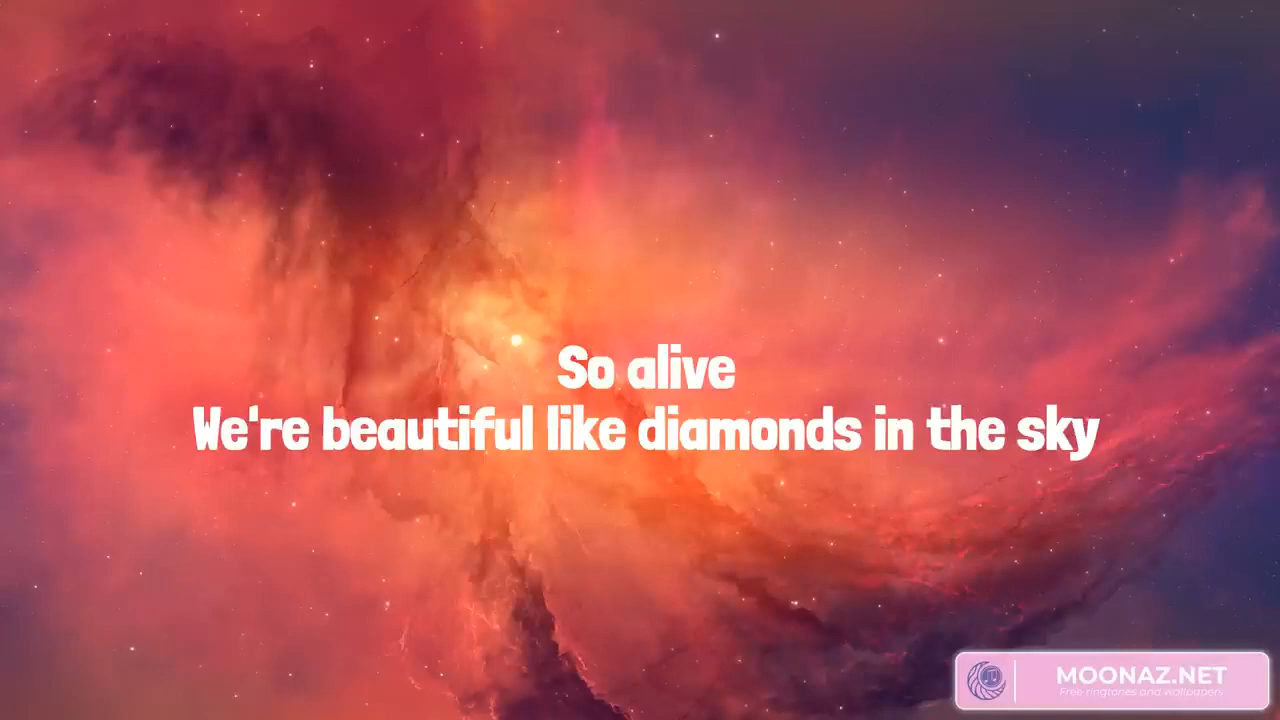 So alive
We're beautiful like diamonds in the sky
MOONAZ.NET
Free ringtones and wallpapers